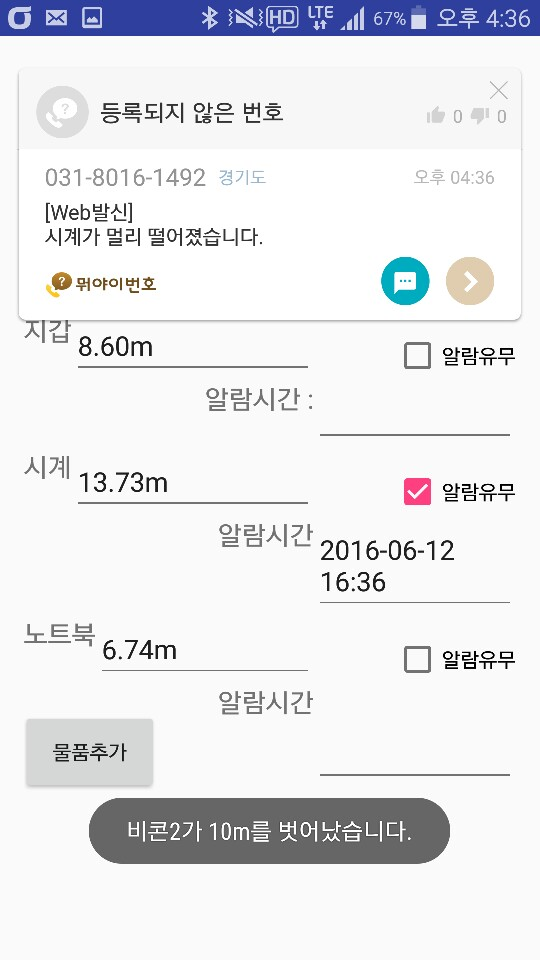 HD LTE 67% 오후 4:36
등록되지 않은 번호
0 0
031-8016-1492 경기도 오후 04:36
[Web발신]
시계가 멀리 떨어졌습니다.
뭐야이번호
지갑 8.60m 알람유무
알람시간 :
시계 13.73m 알람유무
알람시간 2016-06-12
16:36
노트북 6.74m 알람유무
알람시간
물품추가
비콘2가 10m를 벗어났습니다.